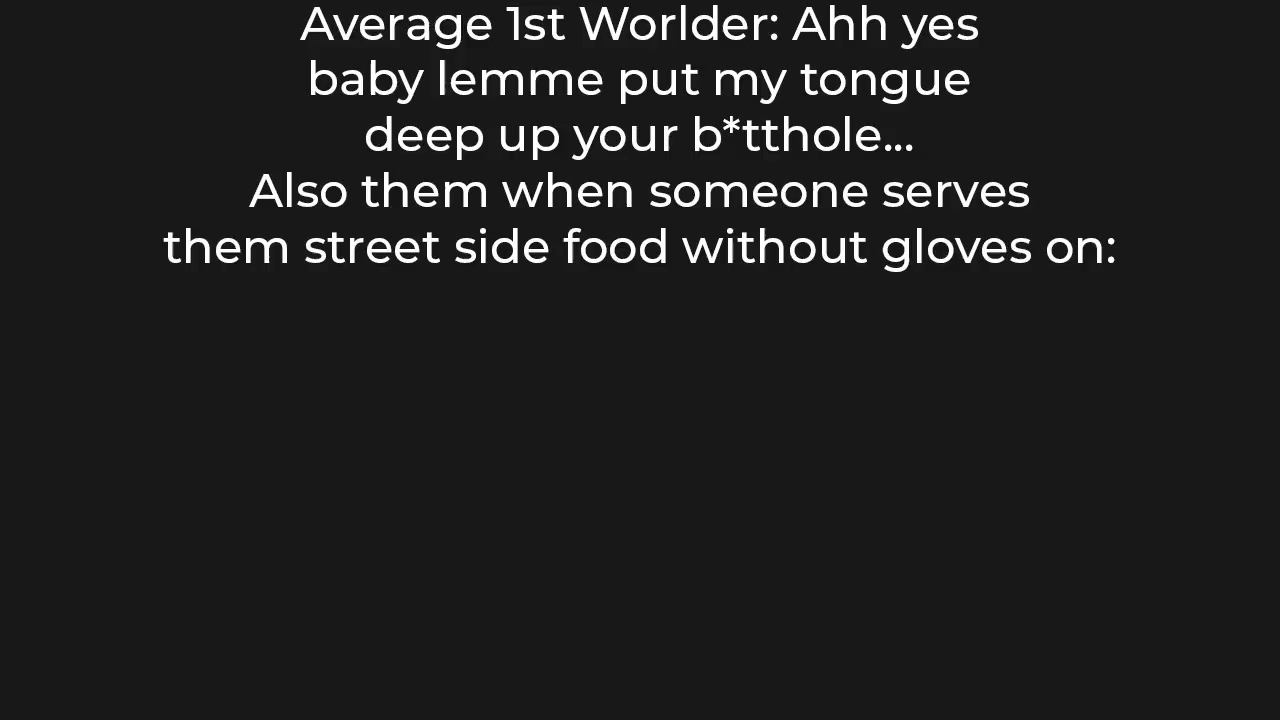 Average 1st Worlder: Ahh yes
baby lemme put my tongue
deep up your b*tthole...
Also them when someone serves
them street side food without gloves on: